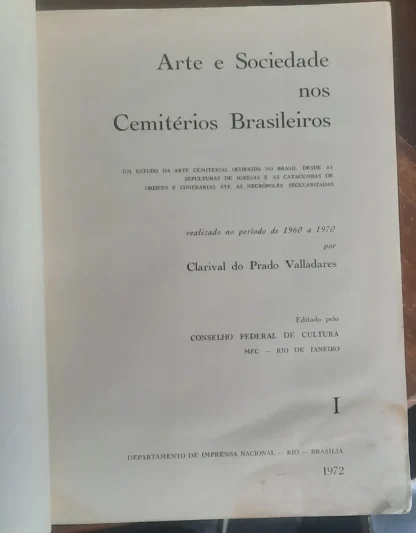 Arte e Sociedade
nos
Cemitérios Brasileiros
UM ESTUDO DA ARTE CEMITERIAL OCORRIDA NO BRASIL DESDE AS
SEPULTURAS DE IGREJAS E AS CATACUMBAS DE
ORDENS E CONFRARIAS ATÉ AS NECRÓPOLES SECULARIZADAS
realizado no período de 1960 a 1970
por
Clarival do Prado Valladares
Editado pelo
CONSELHO FEDERAL DE CULTURA
MEC — RIO DE JANEIRO
I
DEPARTAMENTO DE IMPRENSA NACIONAL — RIO — BRASÍLIA
1972